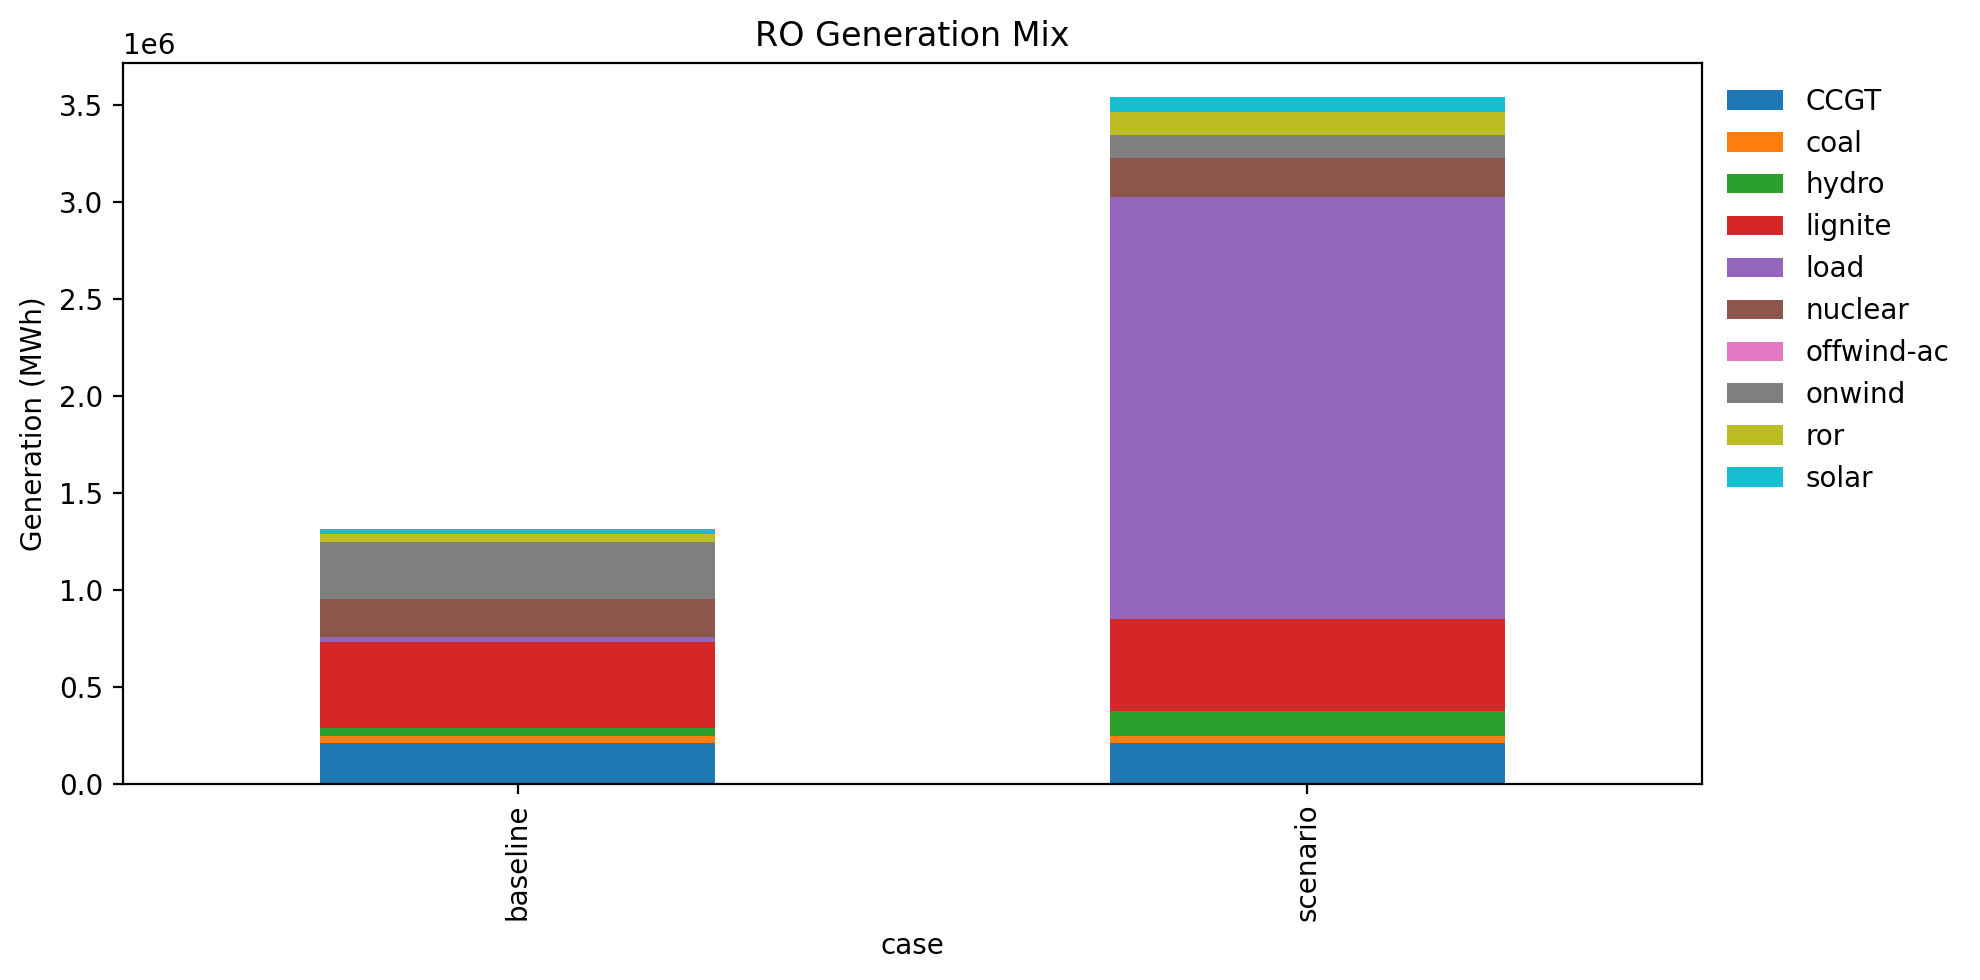 RO Generation Mix
1e6
3.5
3.0
2.5
2.0
1.5
1.0
0.5
0.0
Generation (MWh)
baseline
scenario
case
CCGT
coal
hydro
lignite
load
nuclear
offwind-ac
onwind
ror
solar